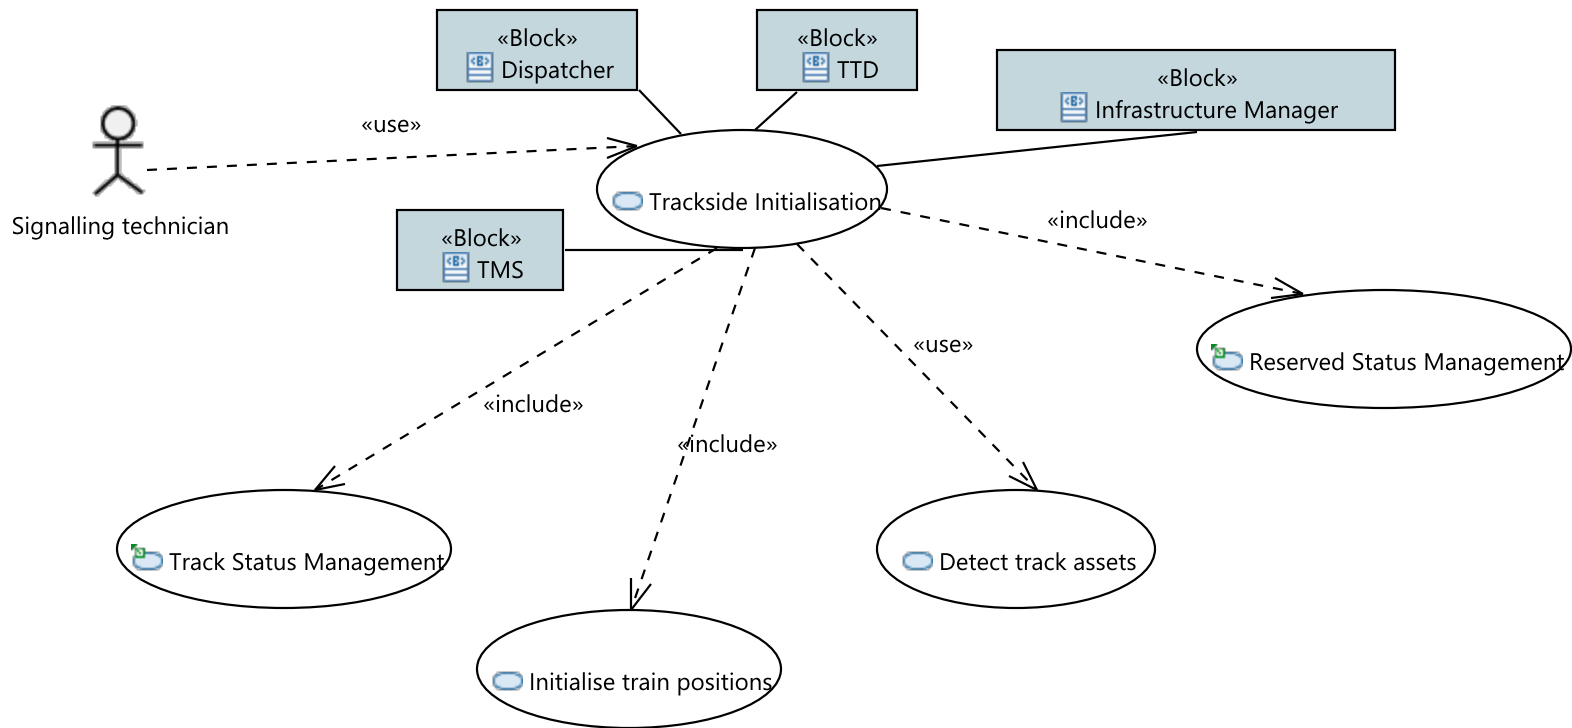 «Block»
Dispatcher
«Block»
TTD
«Block»
Infrastructure Manager
«use»
Trackside Initialisation
Signalling technician
«Block»
TMS
«include»
«use»
Reserved Status Management
«include»
«include»
Track Status Management
Detect track assets
Initialise train positions